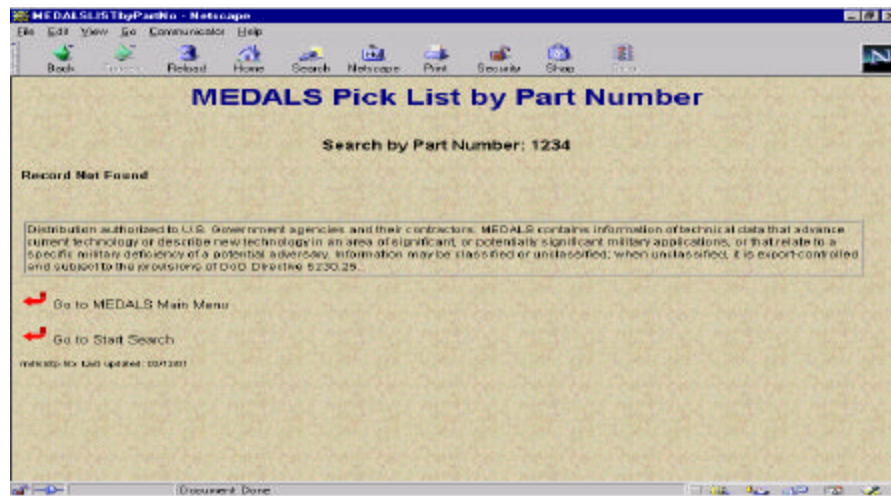 MEDALSLISTbyPartNo - Netscape
File Edit View Go Communicator Help
Back Reload Home Search Netscape Print Security Shop
N
MEDALS Pick List by Part Number
Search by Part Number: 1234
Record Not Found
Distribution authorized to U.S. Government agencies and their contractors. MEDALS contains information of technical data that advance
current technology or describe new technology in an area of significant, or potentially significant military applications, or that relate to a
specific military deficiency of a potential adversary. Information may be classified or unclassified; when unclassified, it is export-controlled
and subject to the provisions of DoD Directive 5230.25.
Go to MEDALS Main Menu
Go to Start Search
Last updated:
Document: Done